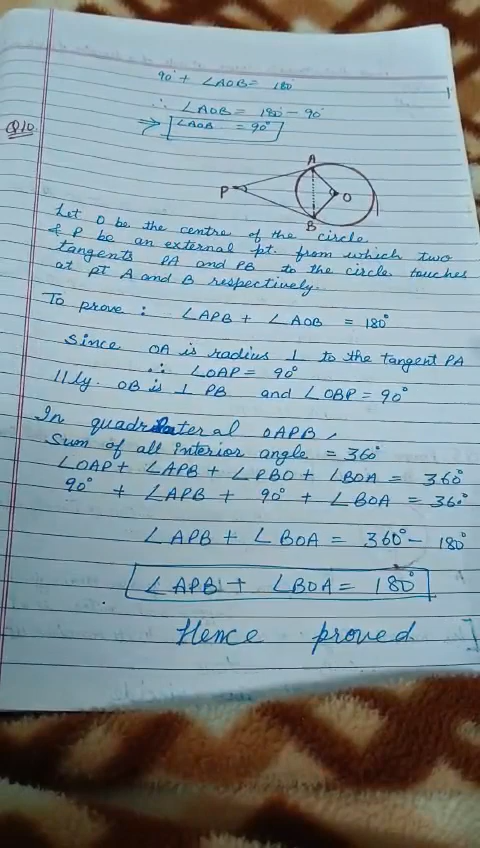 90° + ∠AOB = 180
∴ ∠AOB = 180 - 90°
⇒ ∠AOB = 90°
Q10.
A
P
O
B
Let O be the centre of the circle
& P be an external pt. from which two
tangents PA and PB to the circle touches
at pt A and B respectively.
To prove : ∠APB + ∠AOB = 180°
Since OA is radius ⊥ to the tangent PA
∴ ∠OAP = 90°
llly. OB is ⊥ PB and ∠OBP = 90°
In quadrilateral OAPB,
Sum of all interior angle = 360°
∠OAP + ∠APB + ∠PBO + ∠BOA = 360°
90° + ∠APB + 90° + ∠BOA = 360°
∠APB + ∠BOA = 360° - 180°
∠APB + ∠BOA = 180°
Hence proved